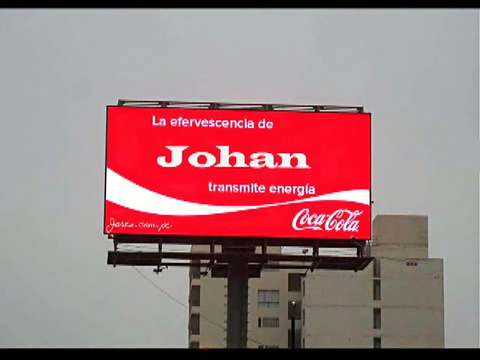 La efervescencia de
Johan
transmite energía
Coca-Cola